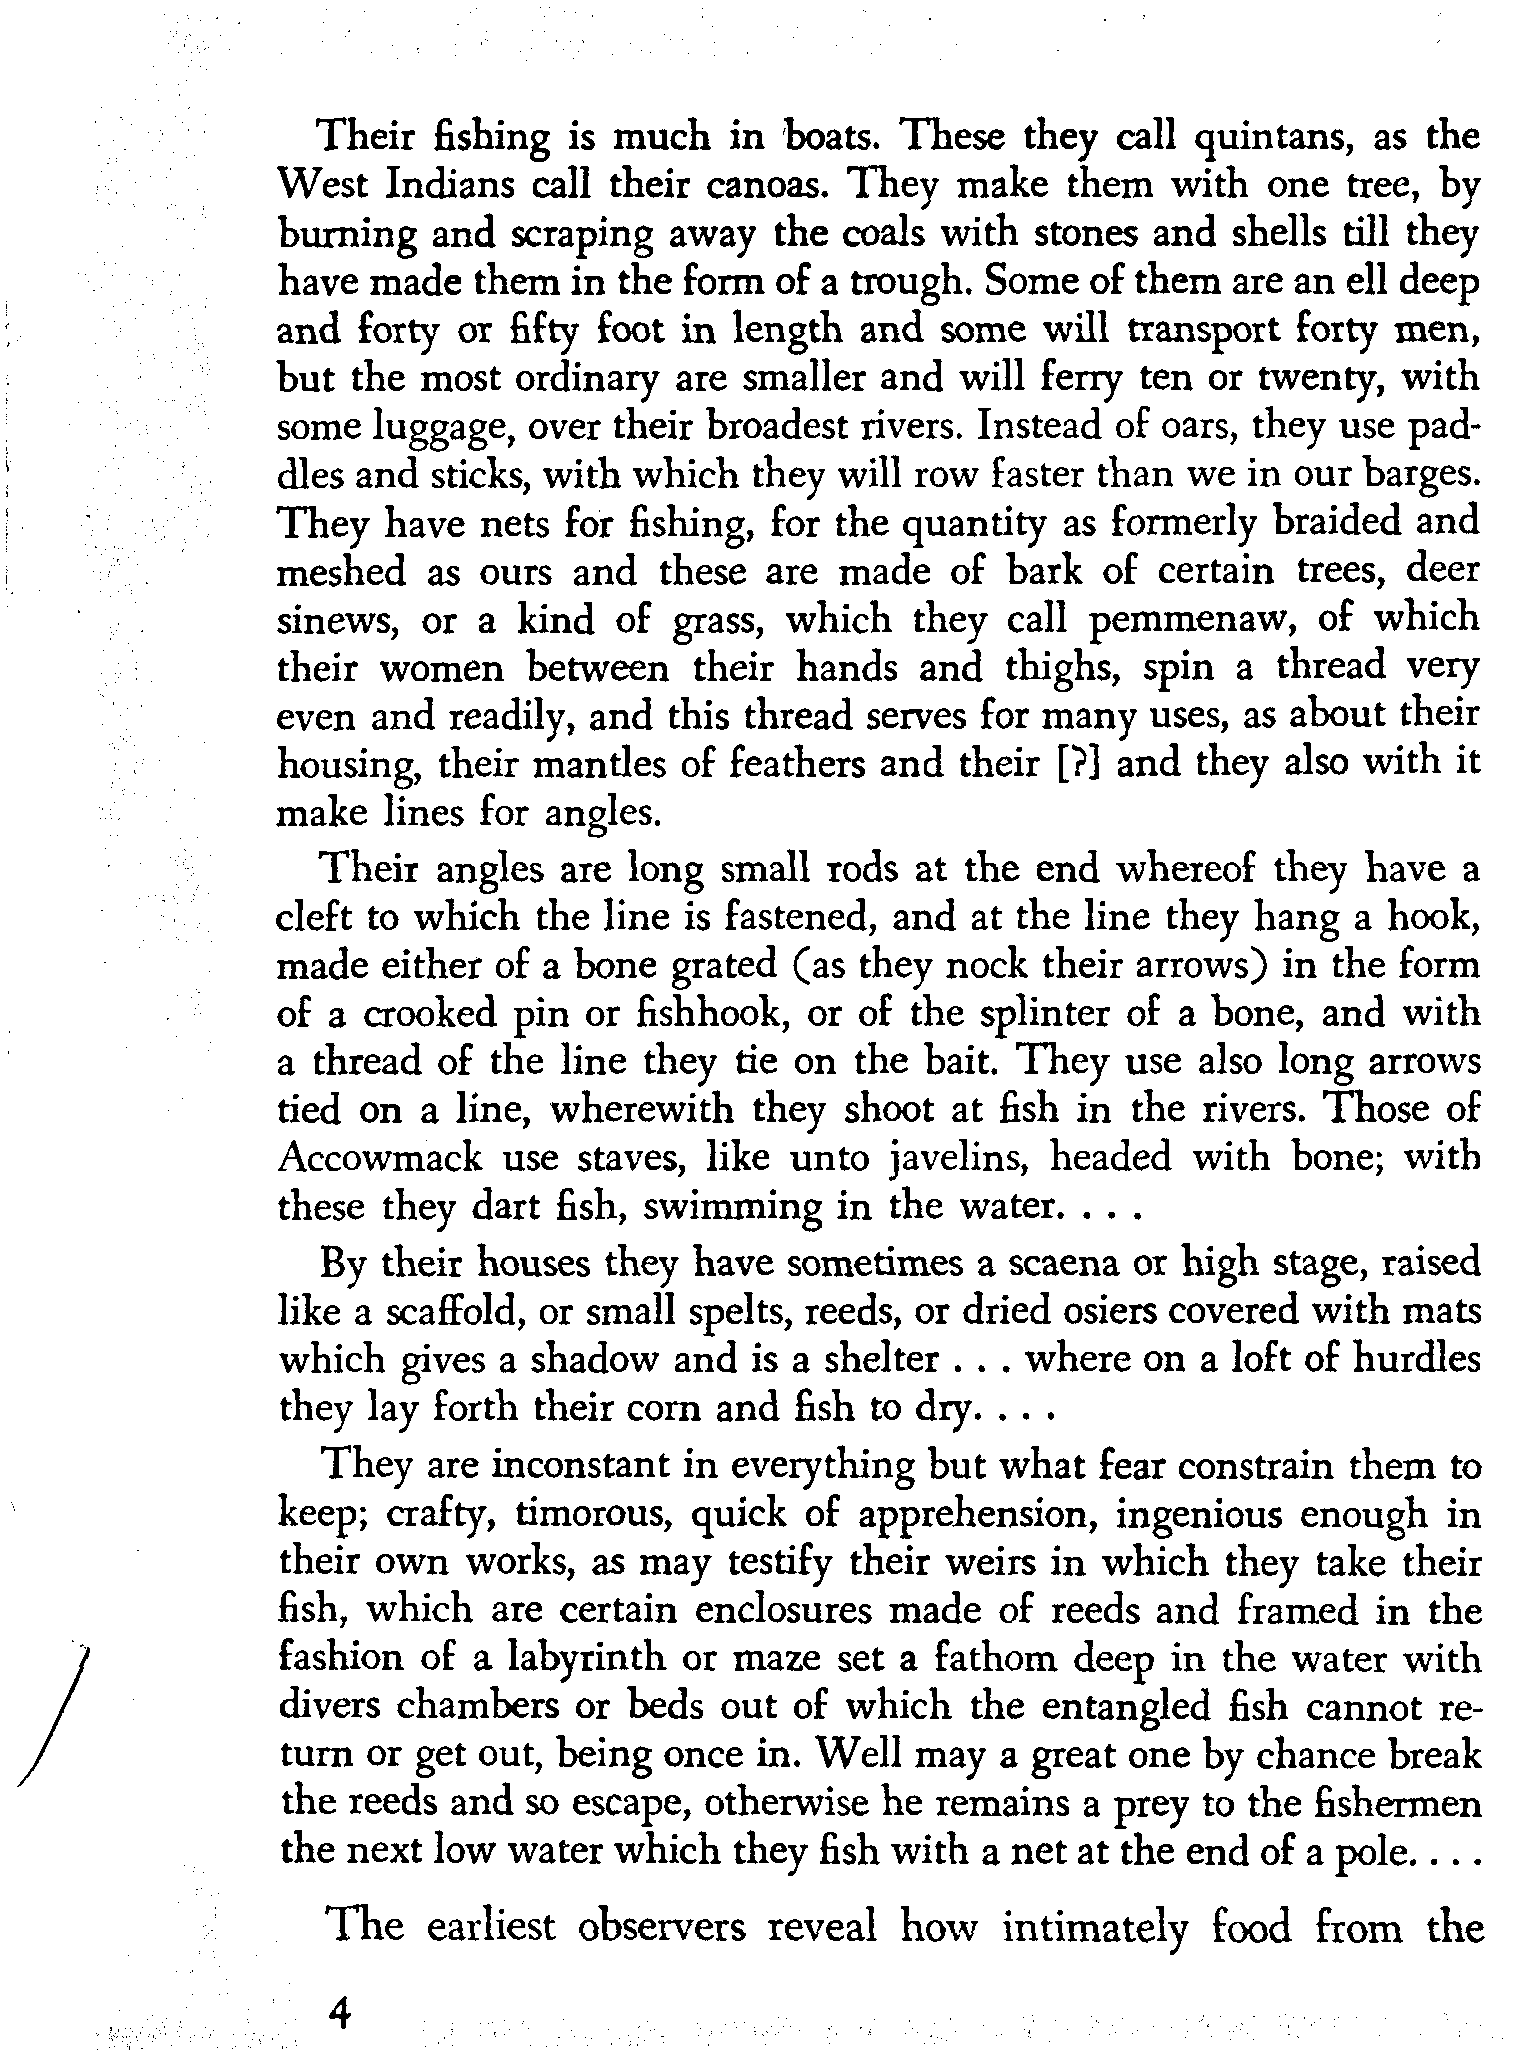 Their fishing is much in boats. These they call quintans, as the
West Indians call their canoas. They make them with one tree, by
burning and scraping away the coals with stones and shells till they
have made them in the form of a trough. Some of them are an ell deep
and forty or fifty foot in length and some will transport forty men,
but the most ordinary are smaller and will ferry ten or twenty, with
some luggage, over their broadest rivers. Instead of oars, they use pad-
dles and sticks, with which they will row faster than we in our barges.
They have nets for fishing, for the quantity as formerly braided and
meshed as ours and these are made of bark of certain trees, deer
sinews, or a kind of grass, which they call pemmenaw, of which
their women between their hands and thighs, spin a thread very
even and readily, and this thread serves for many uses, as about their
housing, their mantles of feathers and their [?] and they also with it
make lines for angles.
Their angles are long small rods at the end whereof they have a
cleft to which the line is fastened, and at the line they hang a hook,
made either of a bone grated (as they nock their arrows) in the form
of a crooked pin or fishhook, or of the splinter of a bone, and with
a thread of the line they tie on the bait. They use also long arrows
tied on a line, wherewith they shoot at fish in the rivers. Those of
Accowmack use staves, like unto javelins, headed with bone; with
these they dart fish, swimming in the water. . . .
By their houses they have sometimes a scaena or high stage, raised
like a scaffold, or small spelts, reeds, or dried osiers covered with mats
which gives a shadow and is a shelter . . . where on a loft of hurdles
they lay forth their corn and fish to dry. . . .
They are inconstant in everything but what fear constrain them to
keep; crafty, timorous, quick of apprehension, ingenious enough in
their own works, as may testify their weirs in which they take their
fish, which are certain enclosures made of reeds and framed in the
fashion of a labyrinth or maze set a fathom deep in the water with
divers chambers or beds out of which the entangled fish cannot re-
turn or get out, being once in. Well may a great one by chance break
the reeds and so escape, otherwise he remains a prey to the fishermen
the next low water which they fish with a net at the end of a pole. . . .
The earliest observers reveal how intimately food from the
4